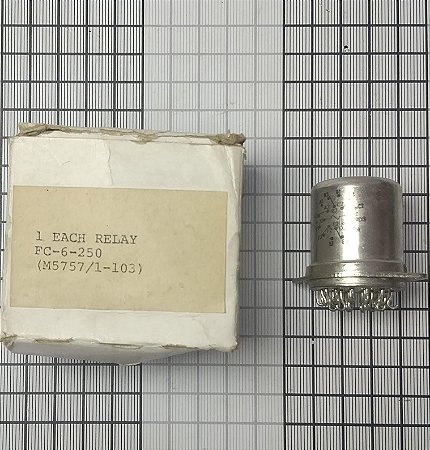 1 EACH RELAY
FC-6-250
(M5757/1-103)